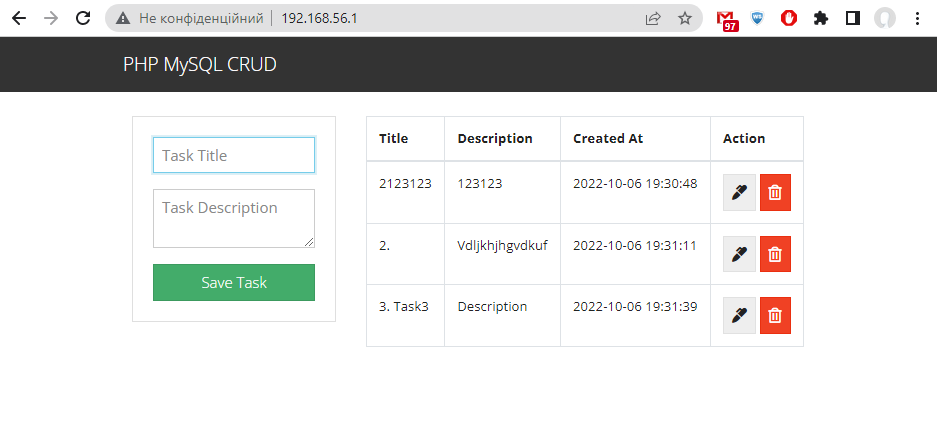 Не конфіденційний 192.168.56.1
97
WS
PHP MySQL CRUD
Task Title
Task Description
Save Task
Title Description Created At Action
2123123 123123 2022-10-06 19:30:48
2. Vdljkhjhgvdkuf 2022-10-06 19:31:11
3. Task3 Description 2022-10-06 19:31:39